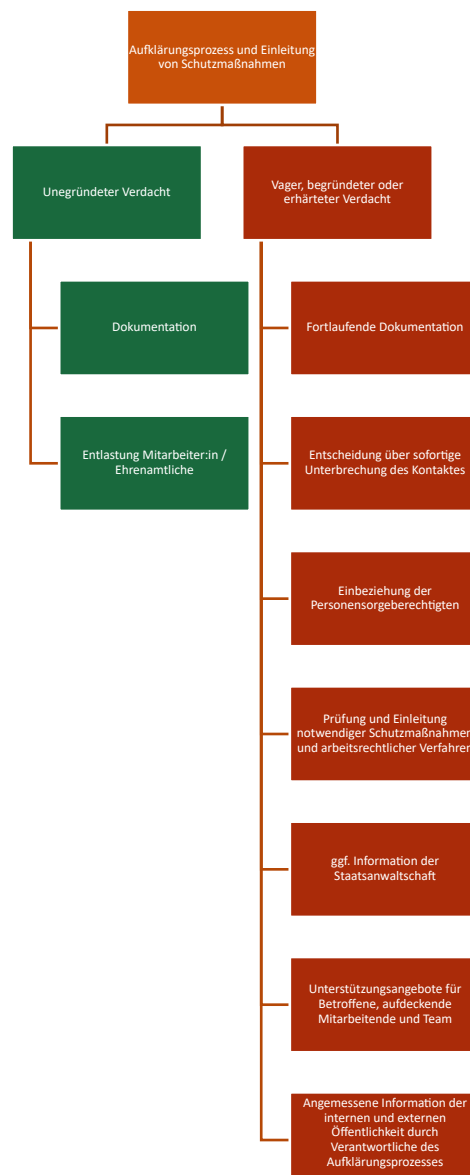 Aufklärungsprozess und Einleitung
von Schutzmaßnahmen
Unegründeter Verdacht
Vager, begründeter oder
erhärteter Verdacht
Dokumentation
Fortlaufende Dokumentation
Entlastung Mitarbeiter:in /
Ehrenamtliche
Entscheidung über sofortige
Unterbrechung des Kontaktes
Einbeziehung der
Personensorgeberechtigten
Prüfung und Einleitung
notwendiger Schutzmaßnahmen
und arbeitsrechtlicher Verfahren
ggf. Information der
Staatsanwaltschaft
Unterstützungsangebote für
Betroffene, aufdeckende
Mitarbeitende und Team
Angemessene Information der
internen und externen
Öffentlichkeit durch
Verantwortliche des
Aufklärungsprozesses